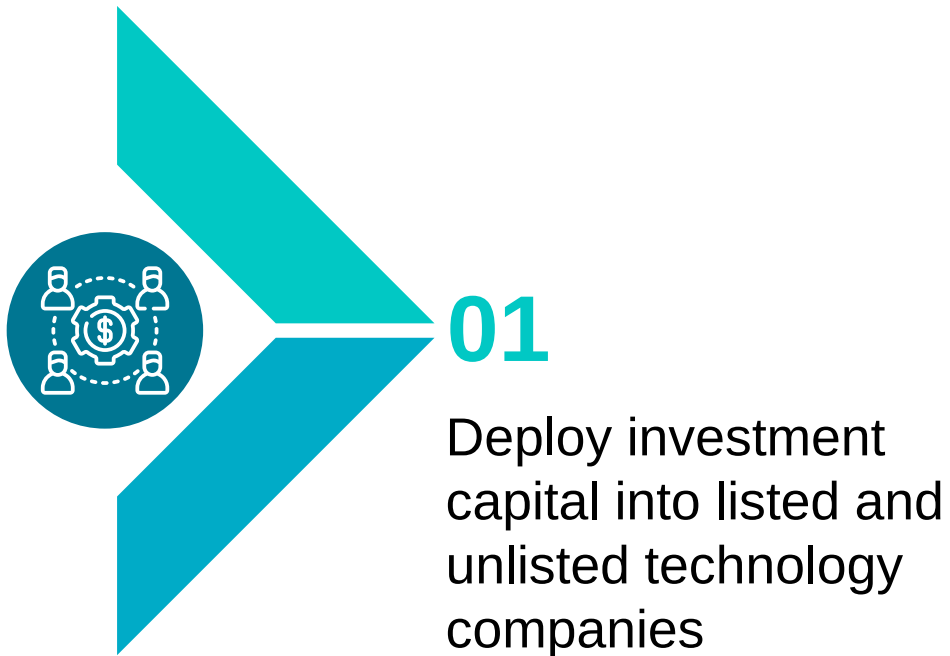 01
Deploy investment
capital into listed and
unlisted technology
companies